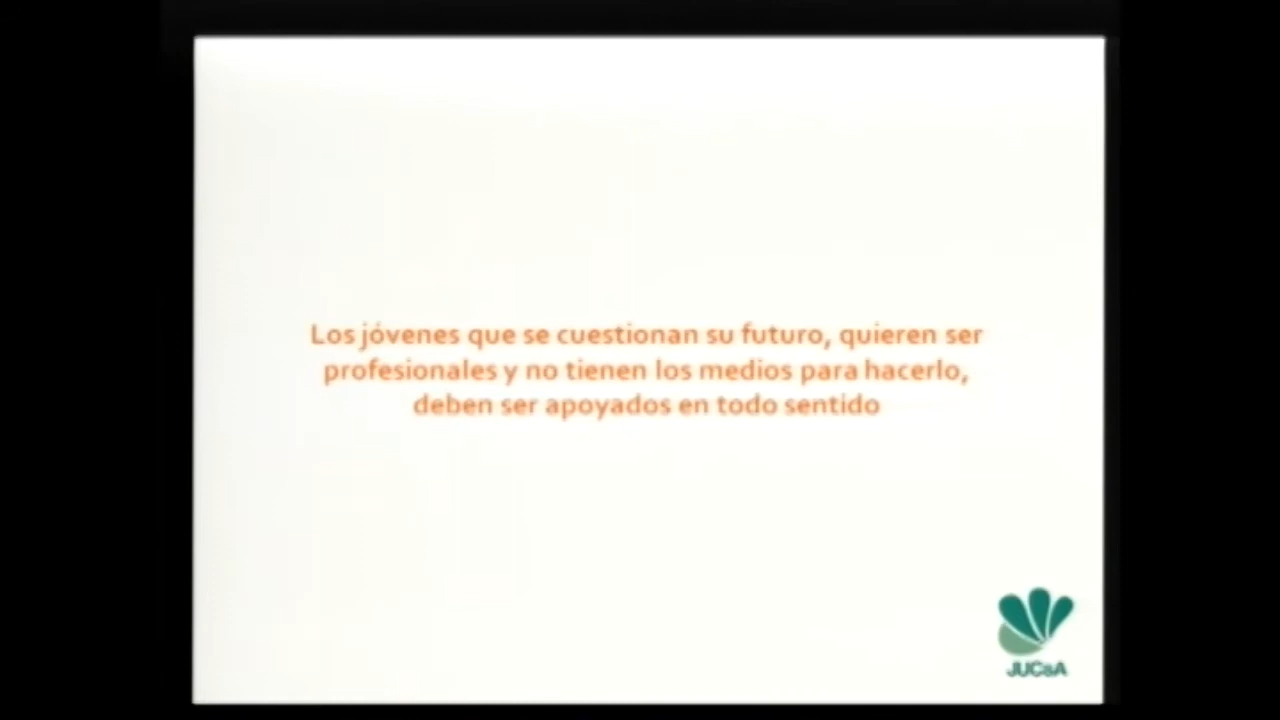 Los jóvenes que se cuestionan su futuro, quieren ser
profesionales y no tienen los medios para hacerlo,
deben ser apoyados en todo sentido
JUCaA